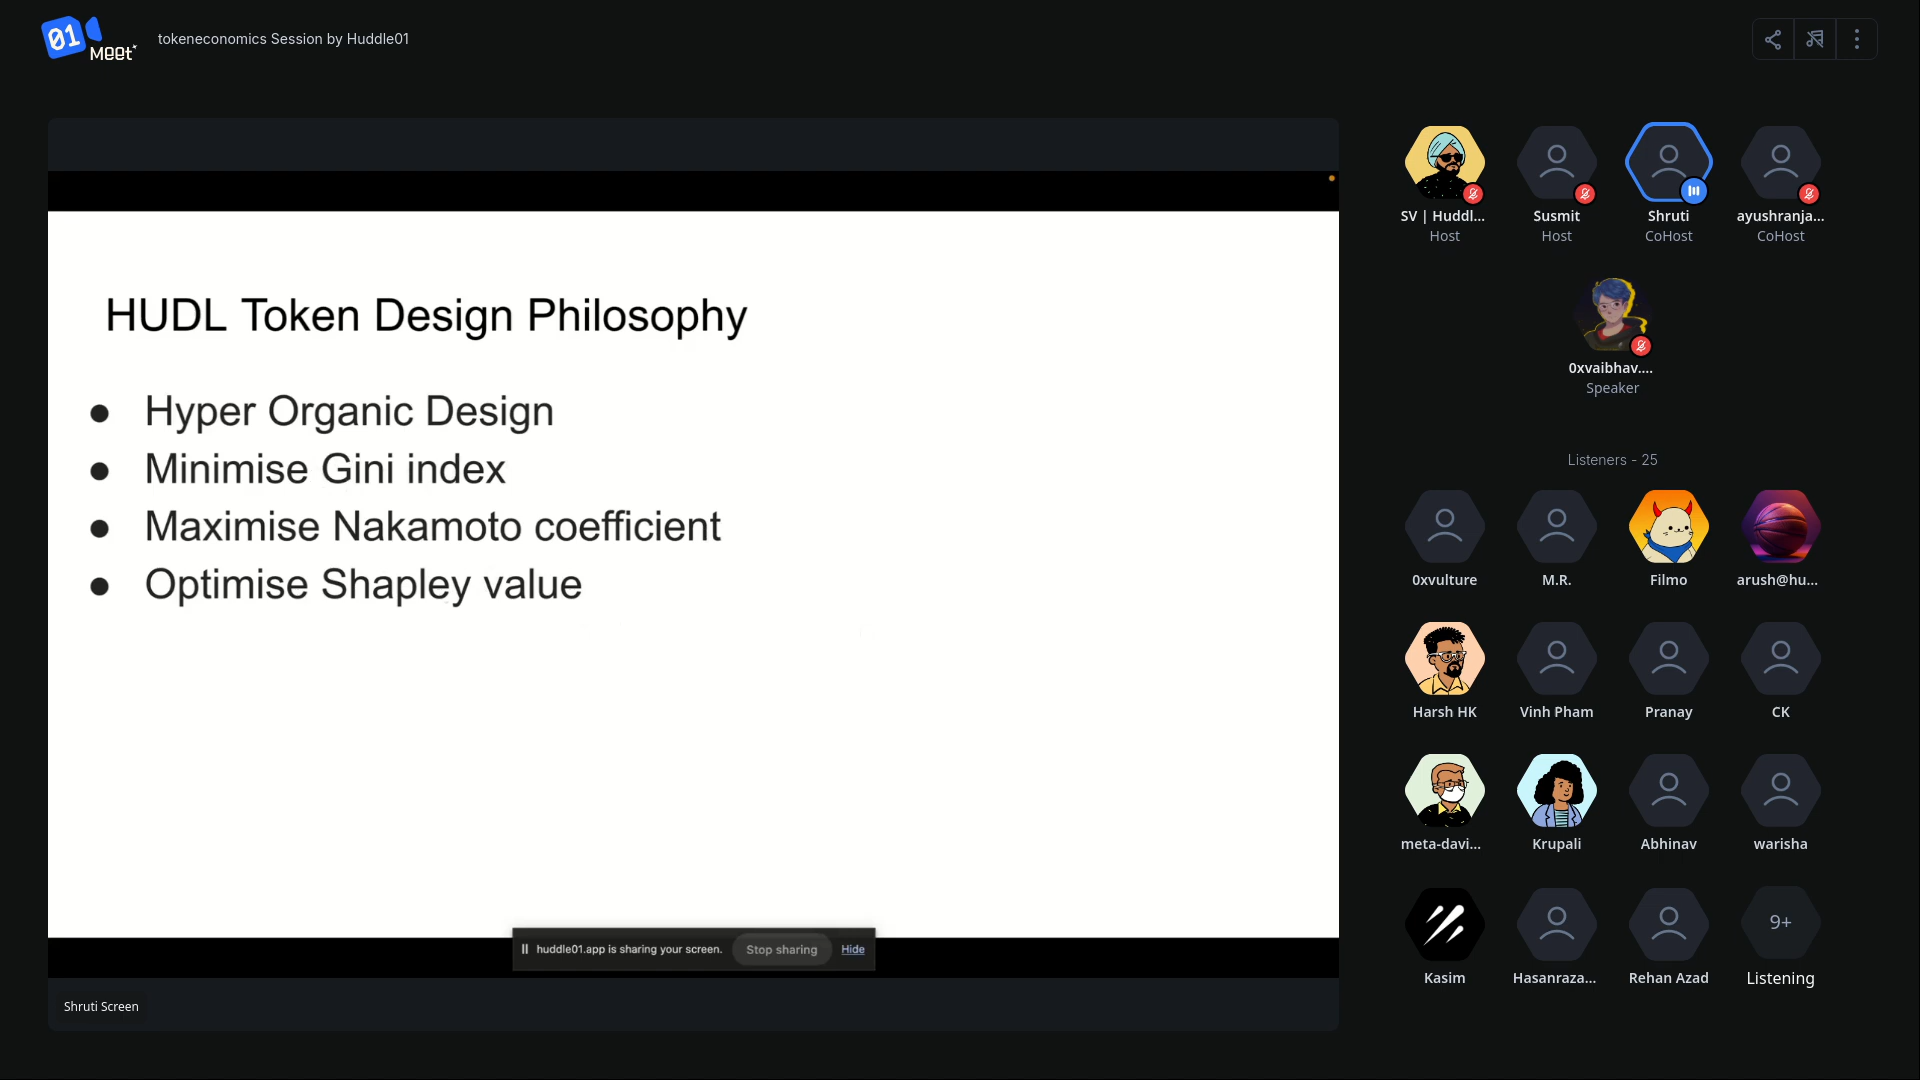 01 Meet
tokeneconomics Session by Huddle01
HUDL Token Design Philosophy
● Hyper Organic Design
● Minimise Gini index
● Maximise Nakamoto coefficient
● Optimise Shapley value
huddle01.app is sharing your screen. Stop sharing Hide
Shruti Screen
SV | Huddl... Susmit Shruti ayushranja...
Host Host CoHost CoHost
0xvaibhav....
Speaker
Listeners - 25
0xvulture M.R. Filmo arush@hu...
Harsh HK Vinh Pham Pranay CK
meta-davi... Krupali Abhinav warisha
9+
Kasim Hasanraza... Rehan Azad Listening